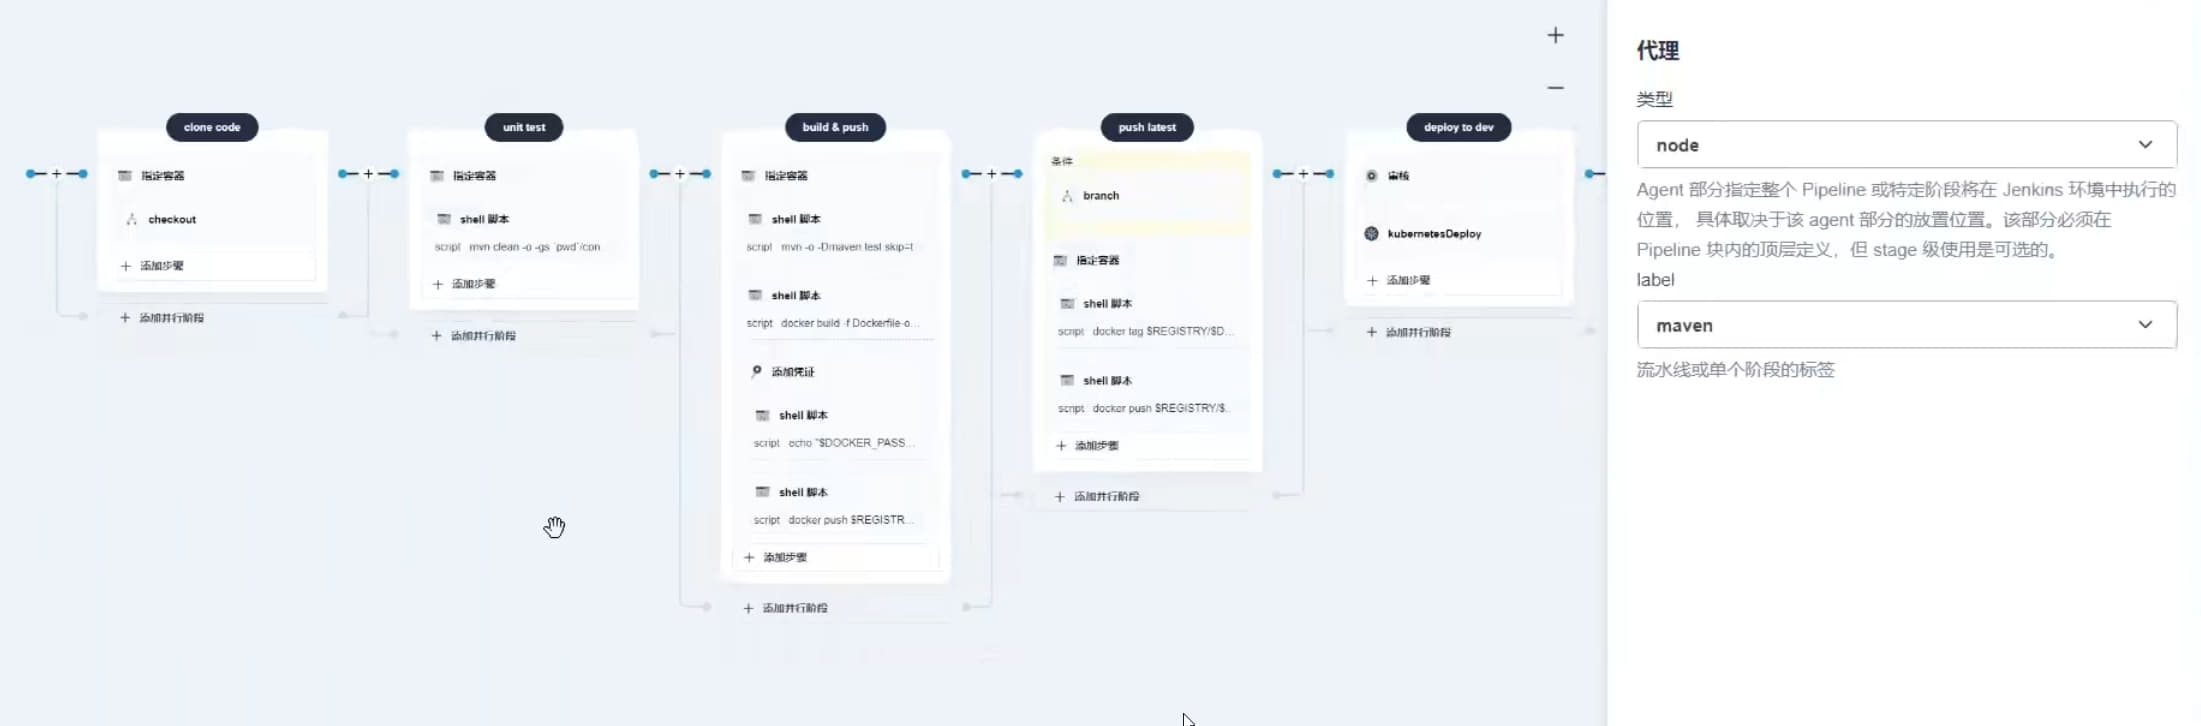 clone code
指定容器
checkout
添加步骤
添加并行阶段
unit test
指定容器
shell 脚本
script mvn clean -o -gs `pwd`/con
添加步骤
添加并行阶段
build & push
指定容器
shell 脚本
script mvn -o -Dmaven test skip=t
shell 脚本
script docker build -f Dockerfile-o...
添加凭证
shell 脚本
script echo "$DOCKER_PASS...
shell 脚本
script docker push $REGISTR...
添加步骤
添加并行阶段
push latest
条件
branch
指定容器
shell 脚本
script docker tag $REGISTRY/$D...
shell 脚本
script docker push $REGISTRY/$..
添加步骤
添加并行阶段
deploy to dev
审核
kubernetesDeploy
添加步骤
添加并行阶段
代理
类型
node
Agent 部分指定整个 Pipeline 或特定阶段将在 Jenkins 环境中执行的
位置， 具体取决于该 agent 部分的放置位置。该部分必须在
Pipeline 块内的顶层定义，但 stage 级使用是可选的。
label
maven
流水线或单个阶段的标签